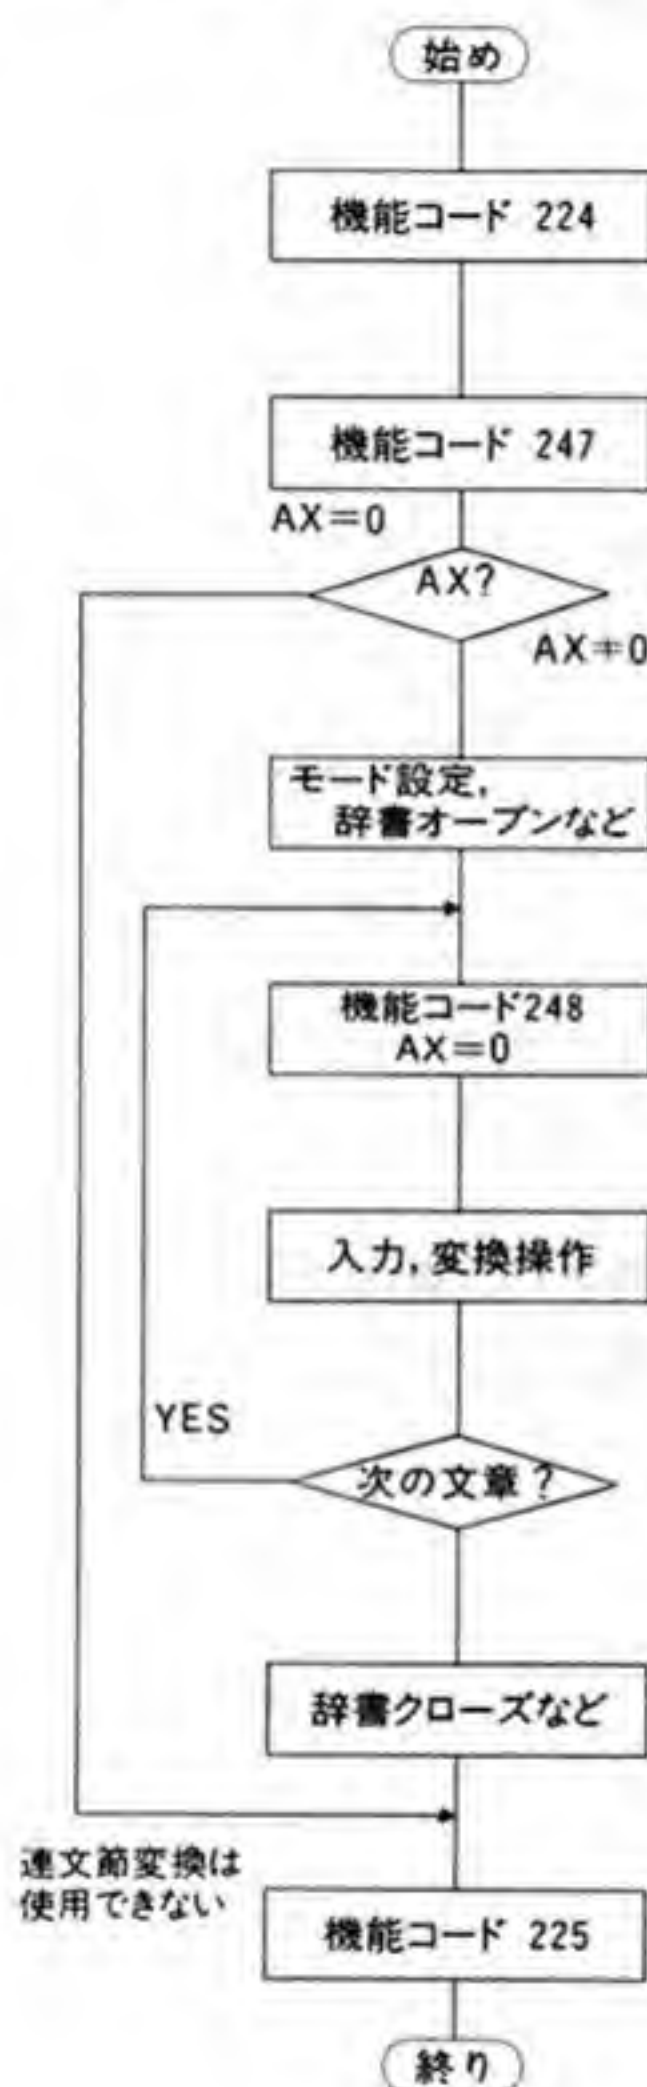 始め
機能コード 224
機能コード 247
AX=0
AX?
AX≠0
モード設定,
辞書オープンなど
機能コード248
AX=0
入力,変換操作
YES
次の文章?
辞書クローズなど
連文節変換は
使用できない
機能コード 225
終り